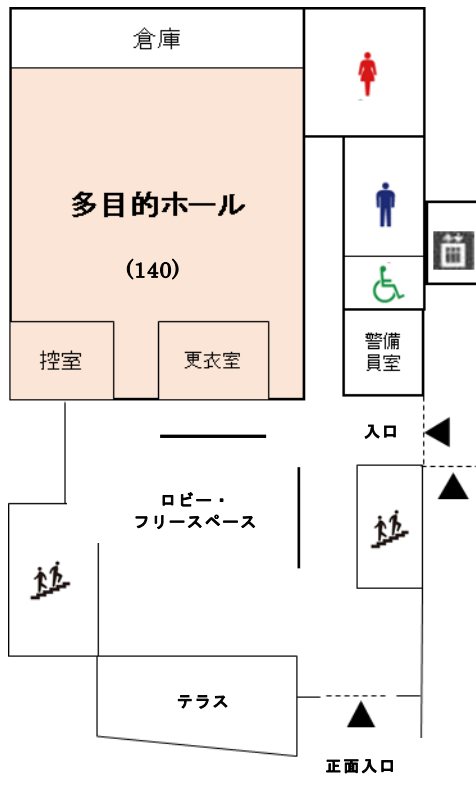 倉庫
多目的ホール
(140)
控室
更衣室
警備
員室
入口
ロビー・
フリースペース
テラス
正面入口